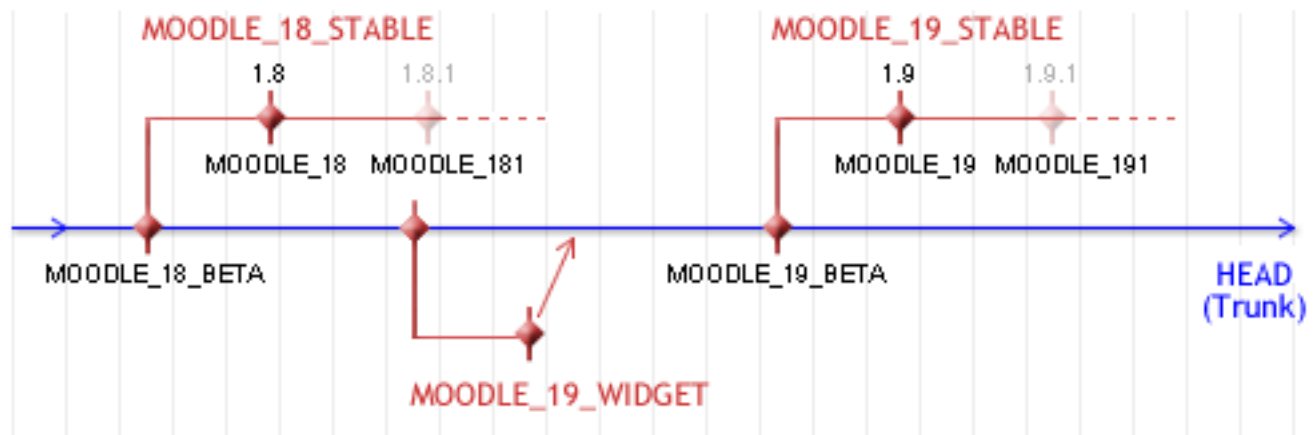 MOODLE_18_STABLE
MOODLE_19_STABLE
1.8
1.8.1
1.9
1.9.1
MOODLE_18
MOODLE_181
MOODLE_19
MOODLE_191
MOODLE_18_BETA
MOODLE_19_BETA
HEAD
(Trunk)
MOODLE_19_WIDGET